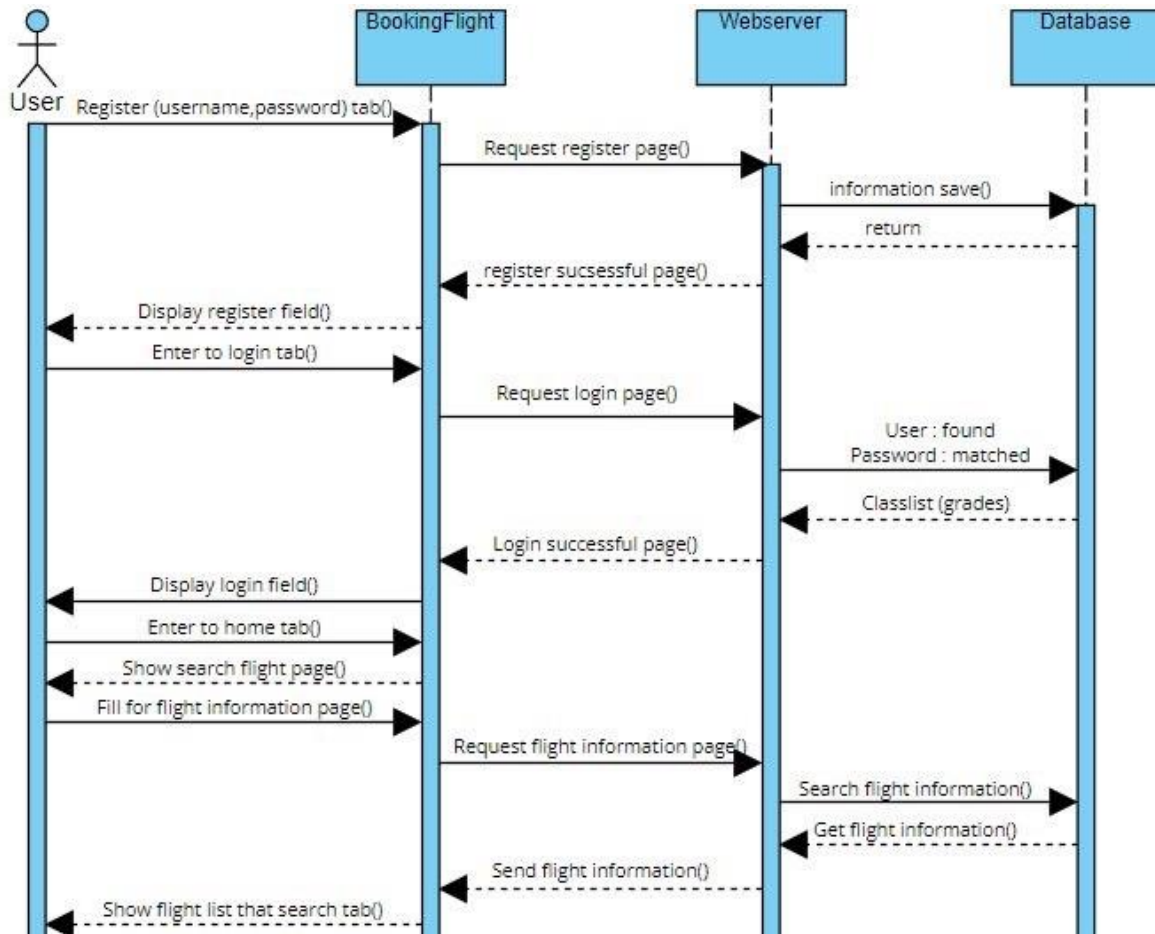 BookingFlight
Webserver
Database
User
Register (username,password) tab()
Request register page()
information save()
return
register sucsessful page()
Display register field()
Enter to login tab()
Request login page()
User : found
Password : matched
Classlist (grades)
Login successful page()
Display login field()
Enter to home tab()
Show search flight page()
Fill for flight information page()
Request flight information page()
Search flight information()
Get flight information()
Send flight information()
Show flight list that search tab()